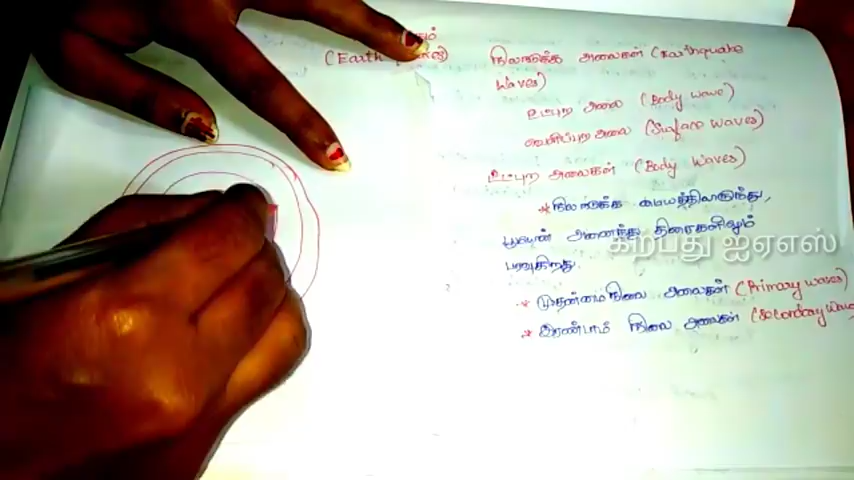 (Earth
நிலநடுக்க அலைகள் (Earthquake
Waves)
உட்புற அலை (Body wave)
வெளிப்புற அலை (Surface Waves)
உட்புற அலைகள் (Body Waves)
* நிலநடுக்க மையத்திலிருந்து,
புவியின் அனைத்து திசைகளிலும்
கற்பது ஐஏஎஸ்
பரவுகிறது.
* முதன்மைநிலை அலைகள் (Primary waves)
* இரண்டாம் நிலை அலைகள் (Secondary Wave